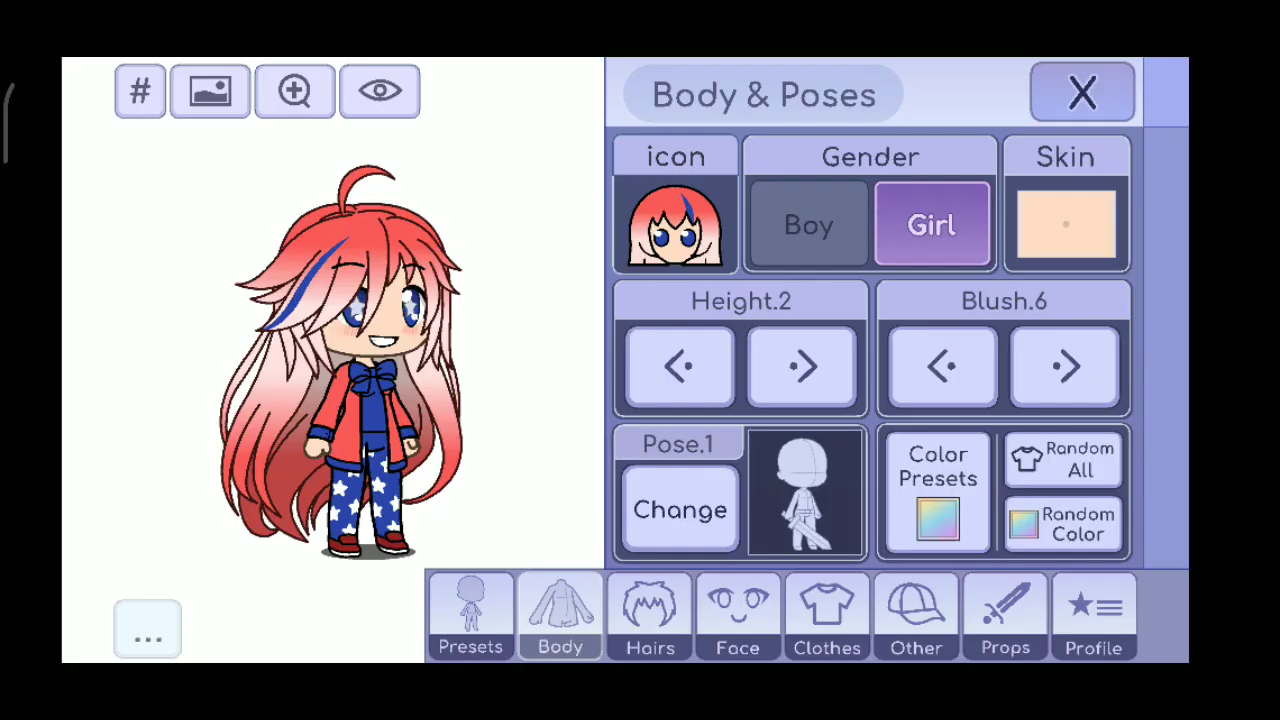 #
Body & Poses
X
icon
Gender
Skin
Boy
Girl
Height.2
Blush.6
Pose.1
Change
Color
Presets
Random
All
Random
Color
...
Presets
Body
Hairs
Face
Clothes
Other
Props
Profile